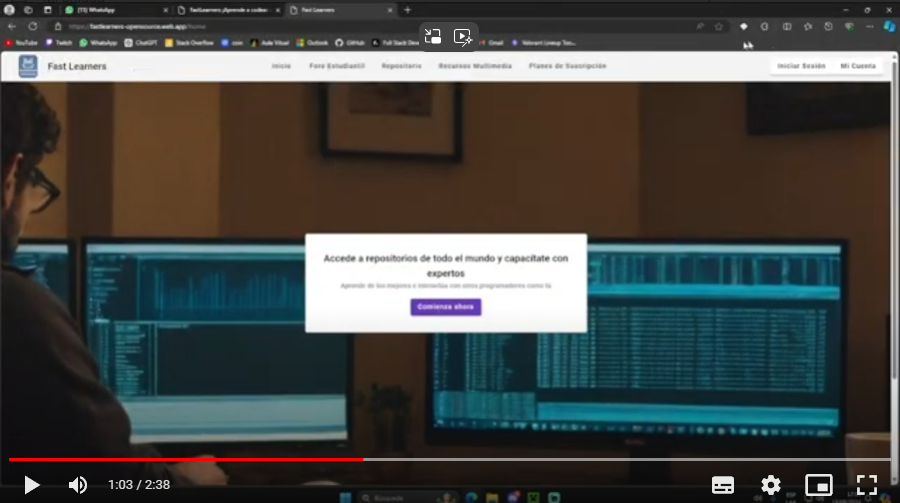 (11) WhatsApp
FastLearners ¡Aprende a codear
Fast Learners
https://fastlearners-opensource.web.app/home
YouTube
Twitch
WhatsApp
ChatGPT
Stack Overflow
Aula Virtual
Outlook
GitHub
Full Stack Deve
Gmail
Valorant Lineup Too...
Fast Learners
Inicio
Foro Estudiantil
Repositorio
Recursos Multimedia
Planes de Suscripción
Iniciar Sesión
Mi Cuenta
Accede a repositorios de todo el mundo y capacítate con
expertos
Aprende de los mejores e interactúa con otros programadores como tú
Comienza ahora
1:03 / 2:38
Búsqueda